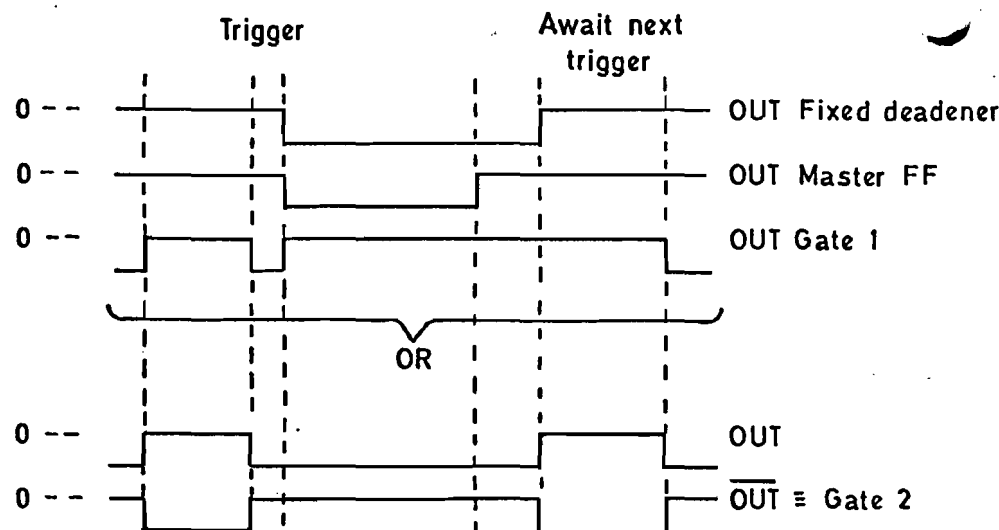 Trigger
Await next
trigger
0 -- OUT Fixed deadener
0 -- OUT Master FF
0 -- OUT Gate 1
OR
0 -- OUT
0 -- OUT ≡ Gate 2